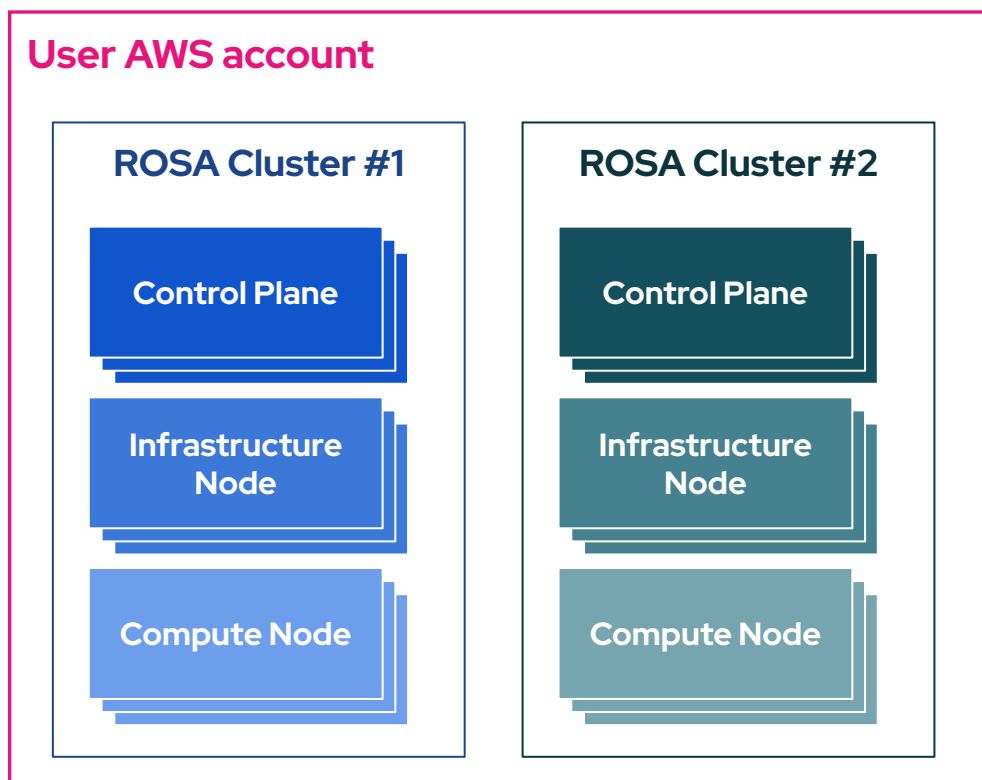 User AWS account
ROSA Cluster #1
Control Plane
Infrastructure
Node
Compute Node
ROSA Cluster #2
Control Plane
Infrastructure
Node
Compute Node